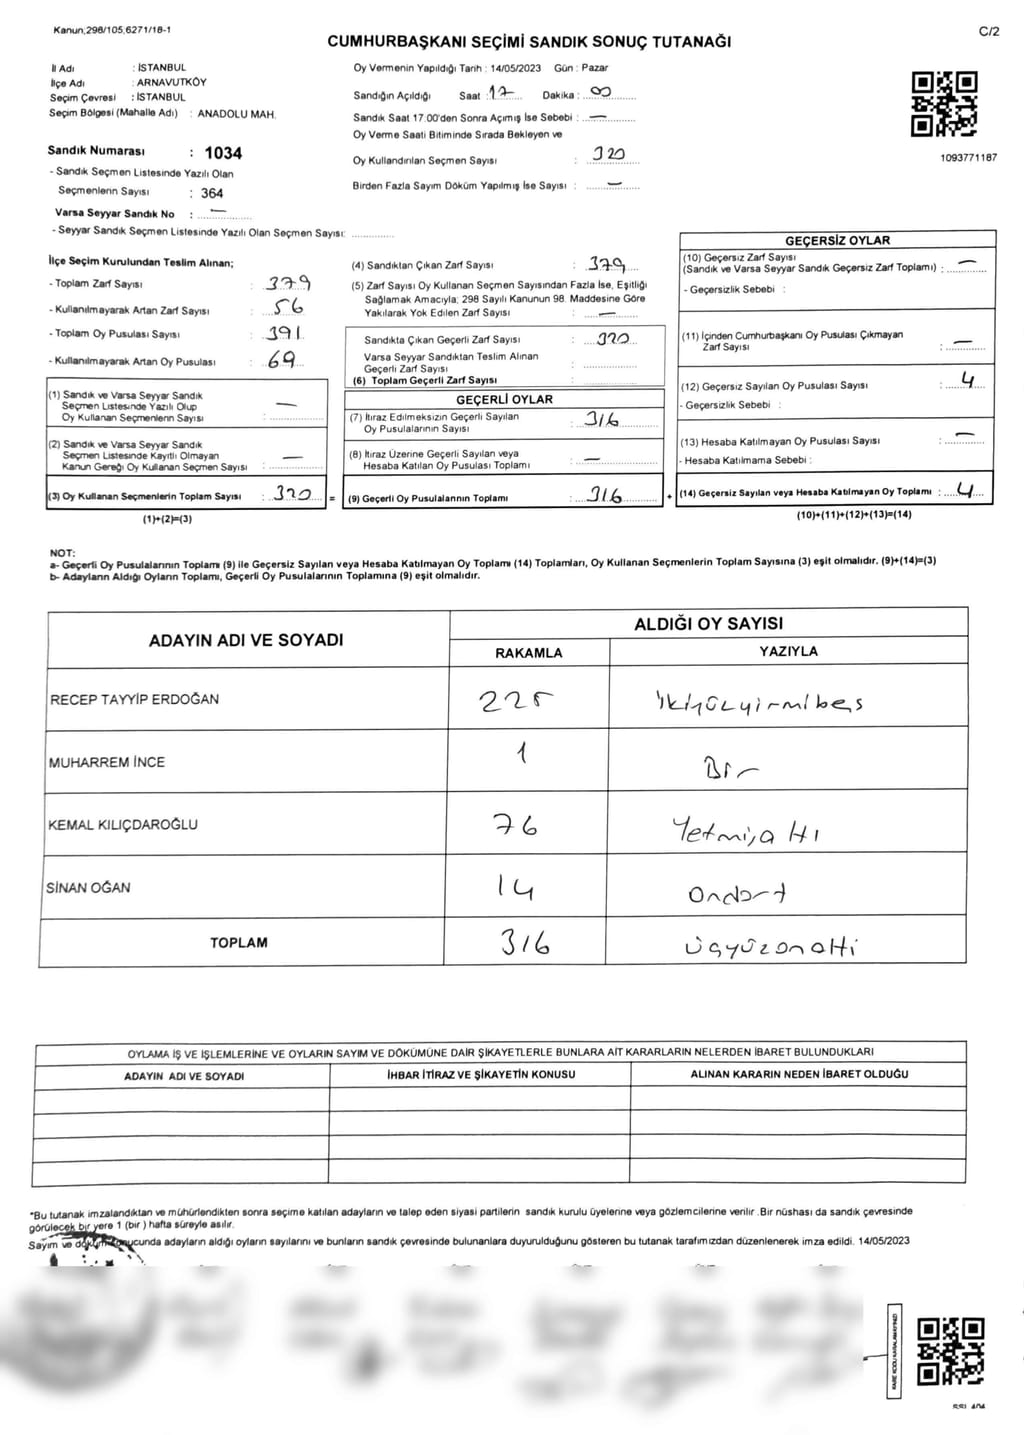 Kanun;298/105;6271/18-1
C/2
CUMHURBAŞKANI SEÇİMİ SANDIK SONUÇ TUTANAĞI
İl Adı : İSTANBUL
İlçe Adı : ARNAVUTKÖY
Seçim Çevresi : İSTANBUL
Seçim Bölgesi (Mahalle Adı) : ANADOLU MAH.
Sandık Numarası : 1034
- Sandık Seçmen Listesinde Yazılı Olan
Seçmenlerin Sayısı : 364
Varsa Seyyar Sandık No : —
- Seyyar Sandık Seçmen Listesinde Yazılı Olan Seçmen Sayısı: ..............
Oy Vermenin Yapıldığı Tarih : 14/05/2023 Gün : Pazar
Sandığın Açıldığı Saat : 17 Dakika : 00
Sandık Saat 17.00'den Sonra Açımış İse Sebebi : —
Oy Verme Saati Bitiminde Sırada Bekleyen ve
Oy Kullandırılan Seçmen Sayısı : 320
Birden Fazla Sayım Döküm Yapılmış İse Sayısı : —
1093771187
İlçe Seçim Kurulundan Teslim Alınan;
- Toplam Zarf Sayısı : 379
- Kullanılmayarak Artan Zarf Sayısı : 56
- Toplam Oy Pusulası Sayısı : 391
- Kullanılmayarak Artan Oy Pusulası : 69
(1) Sandık ve Varsa Seyyar Sandık
Seçmen Listesinde Yazılı Olup
Oy Kullanan Seçmenlerin Sayısı : —
(2) Sandık ve Varsa Seyyar Sandık
Seçmen Listesinde Kayıtlı Olmayan
Kanun Gereği Oy Kullanan Seçmen Sayısı : —
(3) Oy Kullanan Seçmenlerin Toplam Sayısı : 320 =
(1)+(2)=(3)
(4) Sandıktan Çıkan Zarf Sayısı : 379
(5) Zarf Sayısı Oy Kullanan Seçmen Sayısından Fazla İse, Eşitliği
Sağlamak Amacıyla; 298 Sayılı Kanunun 98. Maddesine Göre
Yakılarak Yok Edilen Zarf Sayısı : —
Sandıkta Çıkan Geçerli Zarf Sayısı : 320
Varsa Seyyar Sandıktan Teslim Alınan
Geçerli Zarf Sayısı : ..............
(6) Toplam Geçerli Zarf Sayısı : ..............
GEÇERLİ OYLAR
(7) İtiraz Edilmeksizin Geçerli Sayılan
Oy Pusulalarının Sayısı : 316
(8) İtiraz Üzerine Geçerli Sayılan veya
Hesaba Katılan Oy Pusulası Toplamı : —
(9) Geçerli Oy Pusulalarının Toplamı : 316 +
GEÇERSİZ OYLAR
(10) Geçersiz Zarf Sayısı
(Sandık ve Varsa Seyyar Sandık Geçersiz Zarf Toplamı) : —
- Geçersizlik Sebebi :
(11) İçinden Cumhurbaşkanı Oy Pusulası Çıkmayan
Zarf Sayısı : —
(12) Geçersiz Sayılan Oy Pusulası Sayısı : 4
- Geçersizlik Sebebi :
(13) Hesaba Katılmayan Oy Pusulası Sayısı : —
- Hesaba Katılmama Sebebi :
(14) Geçersiz Sayılan veya Hesaba Katılmayan Oy Toplamı : 4
(10)+(11)+(12)+(13)=(14)
NOT:
a- Geçerli Oy Pusulalarının Toplamı (9) ile Geçersiz Sayılan veya Hesaba Katılmayan Oy Toplamı (14) Toplamları, Oy Kullanan Seçmenlerin Toplam Sayısına (3) eşit olmalıdır. (9)+(14)=(3)
b- Adayların Aldığı Oyların Toplamı, Geçerli Oy Pusulalarının Toplamına (9) eşit olmalıdır.
ADAYIN ADI VE SOYADI
ALDIĞI OY SAYISI
RAKAMLA YAZIYLA
RECEP TAYYİP ERDOĞAN 225 İkiyüzyirmibeş
MUHARREM İNCE 1 Bir
KEMAL KILIÇDAROĞLU 76 Yetmişaltı
SİNAN OĞAN 14 Ondört
TOPLAM 316 üçyüzonaltı
OYLAMA İŞ VE İŞLEMLERİNE VE OYLARIN SAYIM VE DÖKÜMÜNE DAİR ŞİKAYETLERLE BUNLARA AİT KARARLARIN NELERDEN İBARET BULUNDUKLARI
ADAYIN ADI VE SOYADI İHBAR İTİRAZ VE ŞİKAYETİN KONUSU ALINAN KARARIN NEDEN İBARET OLDUĞU
*Bu tutanak imzalandıktan ve mühürlendikten sonra seçime katılan adayların ve talep eden siyasi partilerin sandık kurulu üyelerine veya gözlemcilerine verilir .Bir nüshası da sandık çevresinde
görülecek bir yere 1 (bir ) hafta süreyle asılır.
Sayım ve döküm sonucunda adayların aldığı oyların sayılarını ve bunların sandık çevresinde bulunanlara duyurulduğunu gösteren bu tutanak tarafımızdan düzenlenerek imza edildi. 14/05/2023
KARE KODU KARALAMAYINIZ!